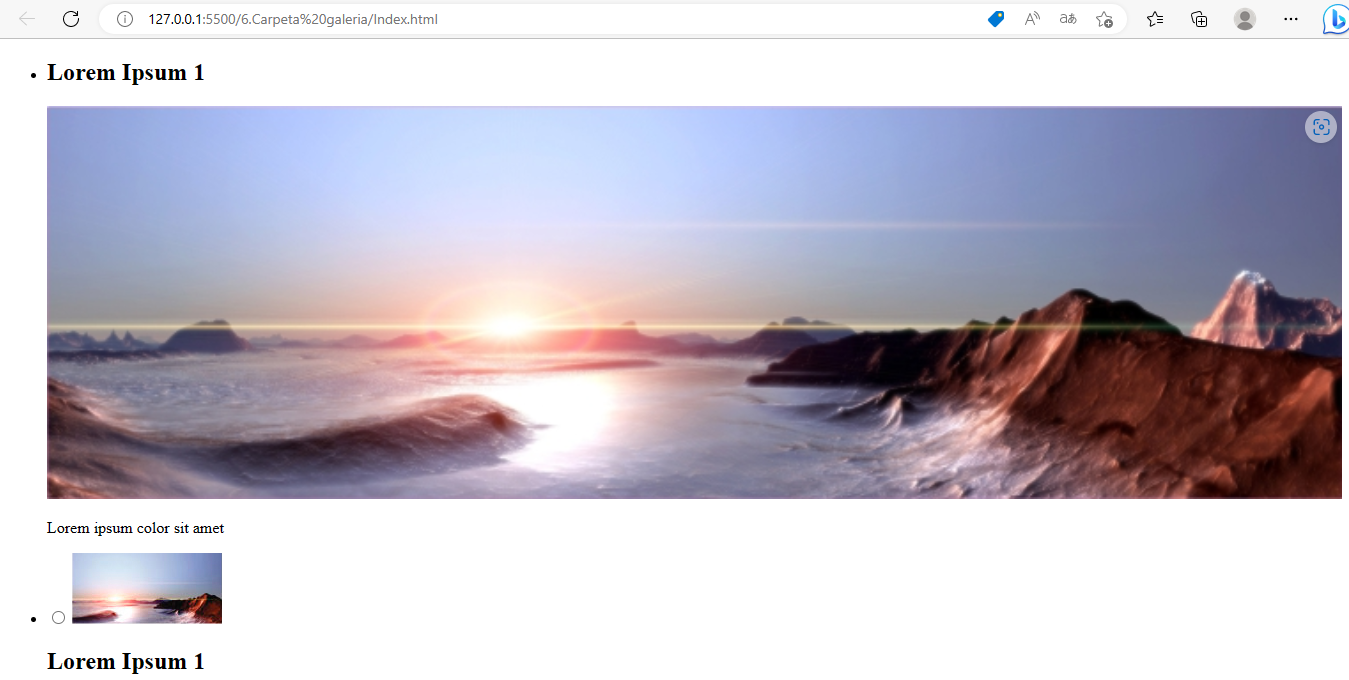 127.0.0.1:5500/6.Carpeta%20galeria/Index.html
Lorem Ipsum 1
Lorem ipsum color sit amet
Lorem Ipsum 1